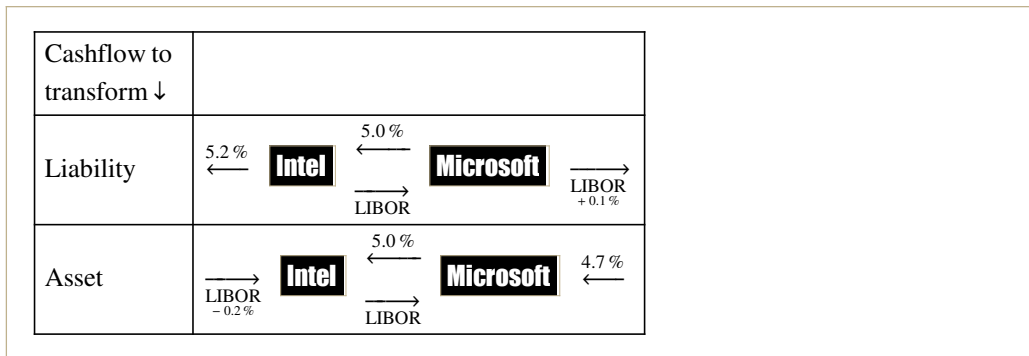 Cashflow to
transform ↓
5.0 %
5.2 %
Liability
Intel
Microsoft
LIBOR
LIBOR
+ 0.1 %
5.0 %
4.7 %
Asset
Intel
Microsoft
LIBOR
− 0.2 %
LIBOR